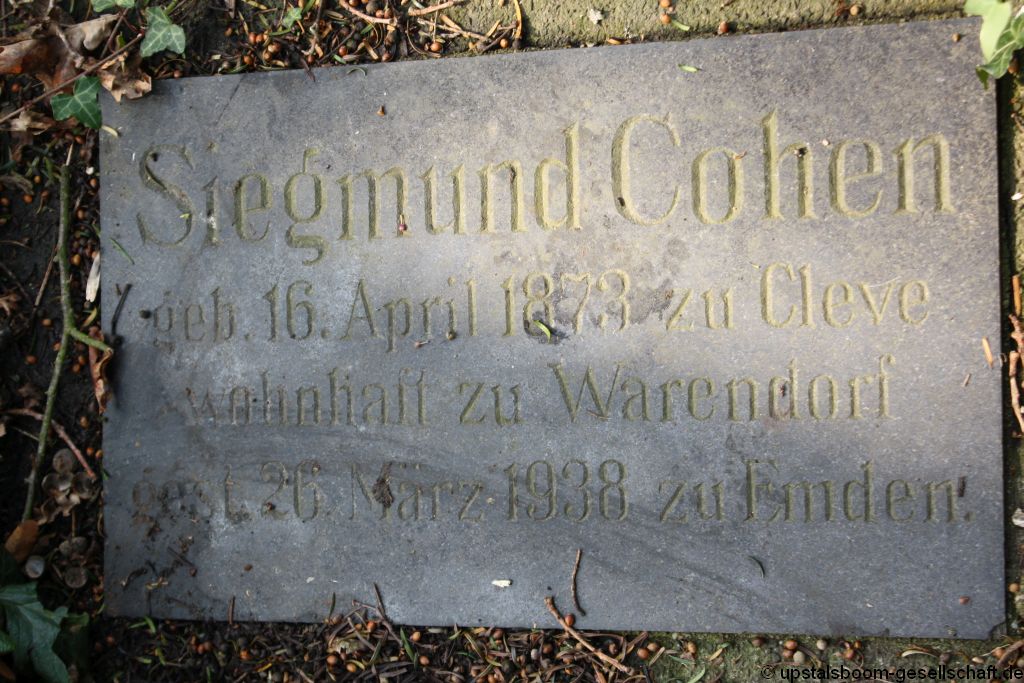 Siegmund Cohen
geb. 16. April 1873 zu Cleve
wohnhaft zu Warendorf
gest. 26. März 1938 zu Emden.
© upstalsboom-gesellschaft.de